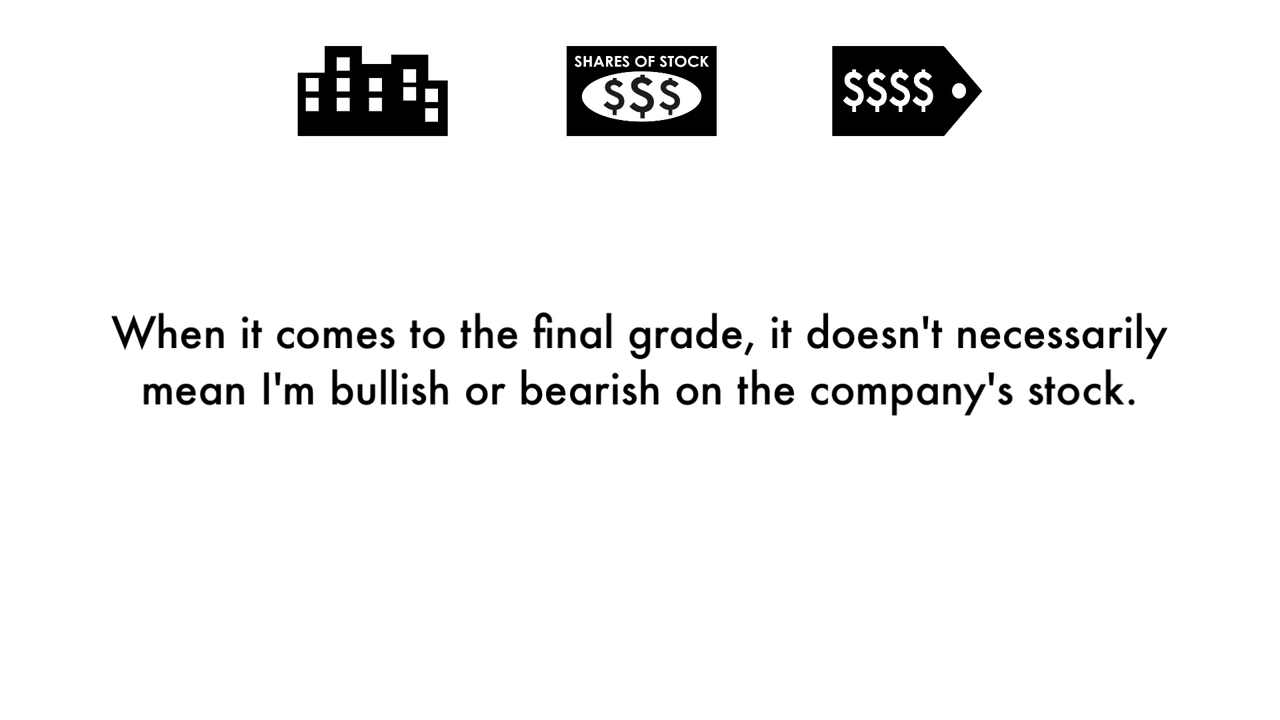 SHARES OF STOCK
$$$
$$$$
When it comes to the final grade, it doesn't necessarily
mean I'm bullish or bearish on the company's stock.